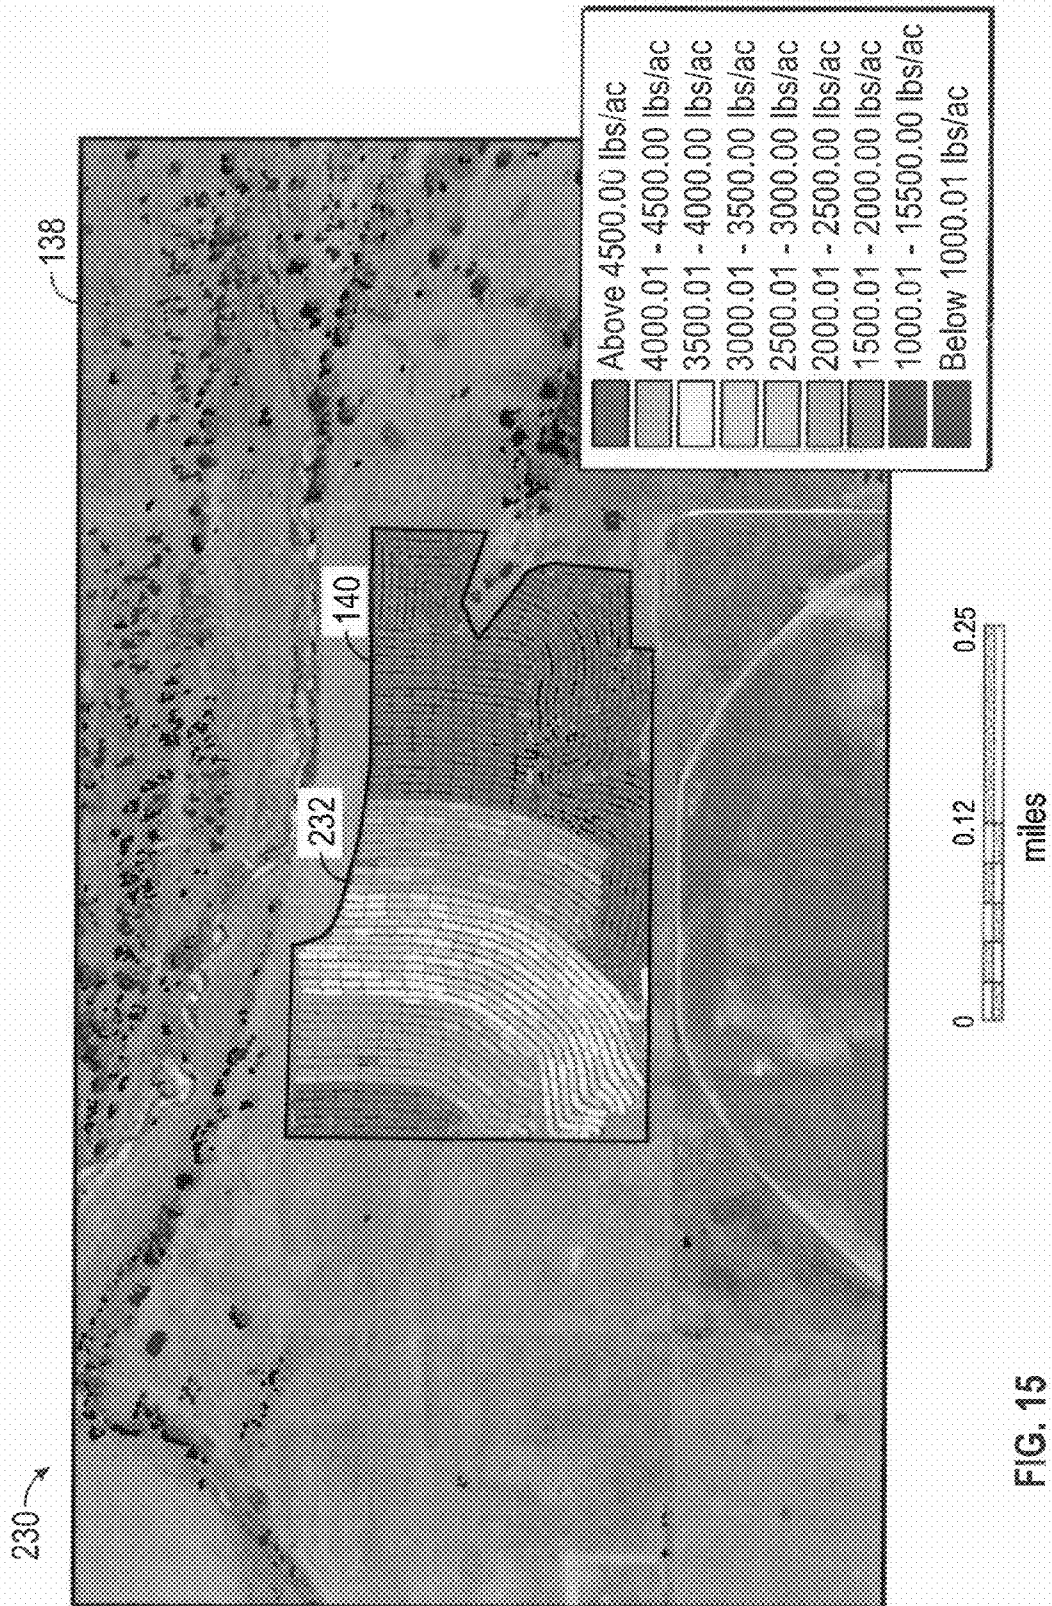 230
138
232
140
Above 4500.00 lbs/ac
4000.01 - 4500.00 lbs/ac
3500.01 - 4000.00 lbs/ac
3000.01 - 3500.00 lbs/ac
2500.01 - 3000.00 lbs/ac
2000.01 - 2500.00 lbs/ac
1500.01 - 2000.00 lbs/ac
1000.01 - 15500.00 lbs/ac
Below 1000.01 lbs/ac
0 0.12 0.25
miles
FIG. 15